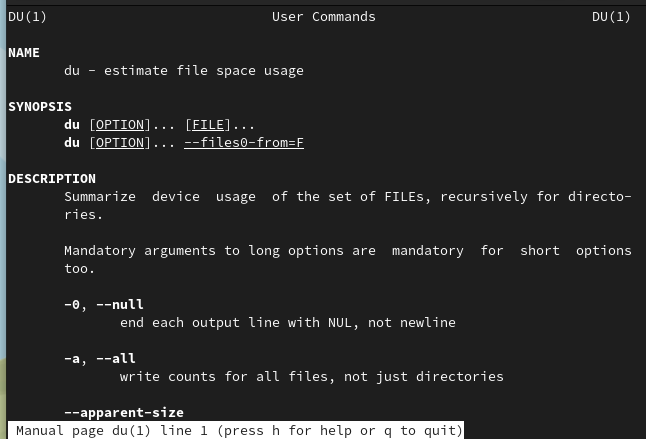 DU(1) User Commands DU(1)
NAME
du - estimate file space usage
SYNOPSIS
du [OPTION]... [FILE]...
du [OPTION]... --files0-from=F
DESCRIPTION
Summarize device usage of the set of FILEs, recursively for directo-
ries.
Mandatory arguments to long options are mandatory for short options
too.
-0, --null
end each output line with NUL, not newline
-a, --all
write counts for all files, not just directories
--apparent-size
Manual page du(1) line 1 (press h for help or q to quit)